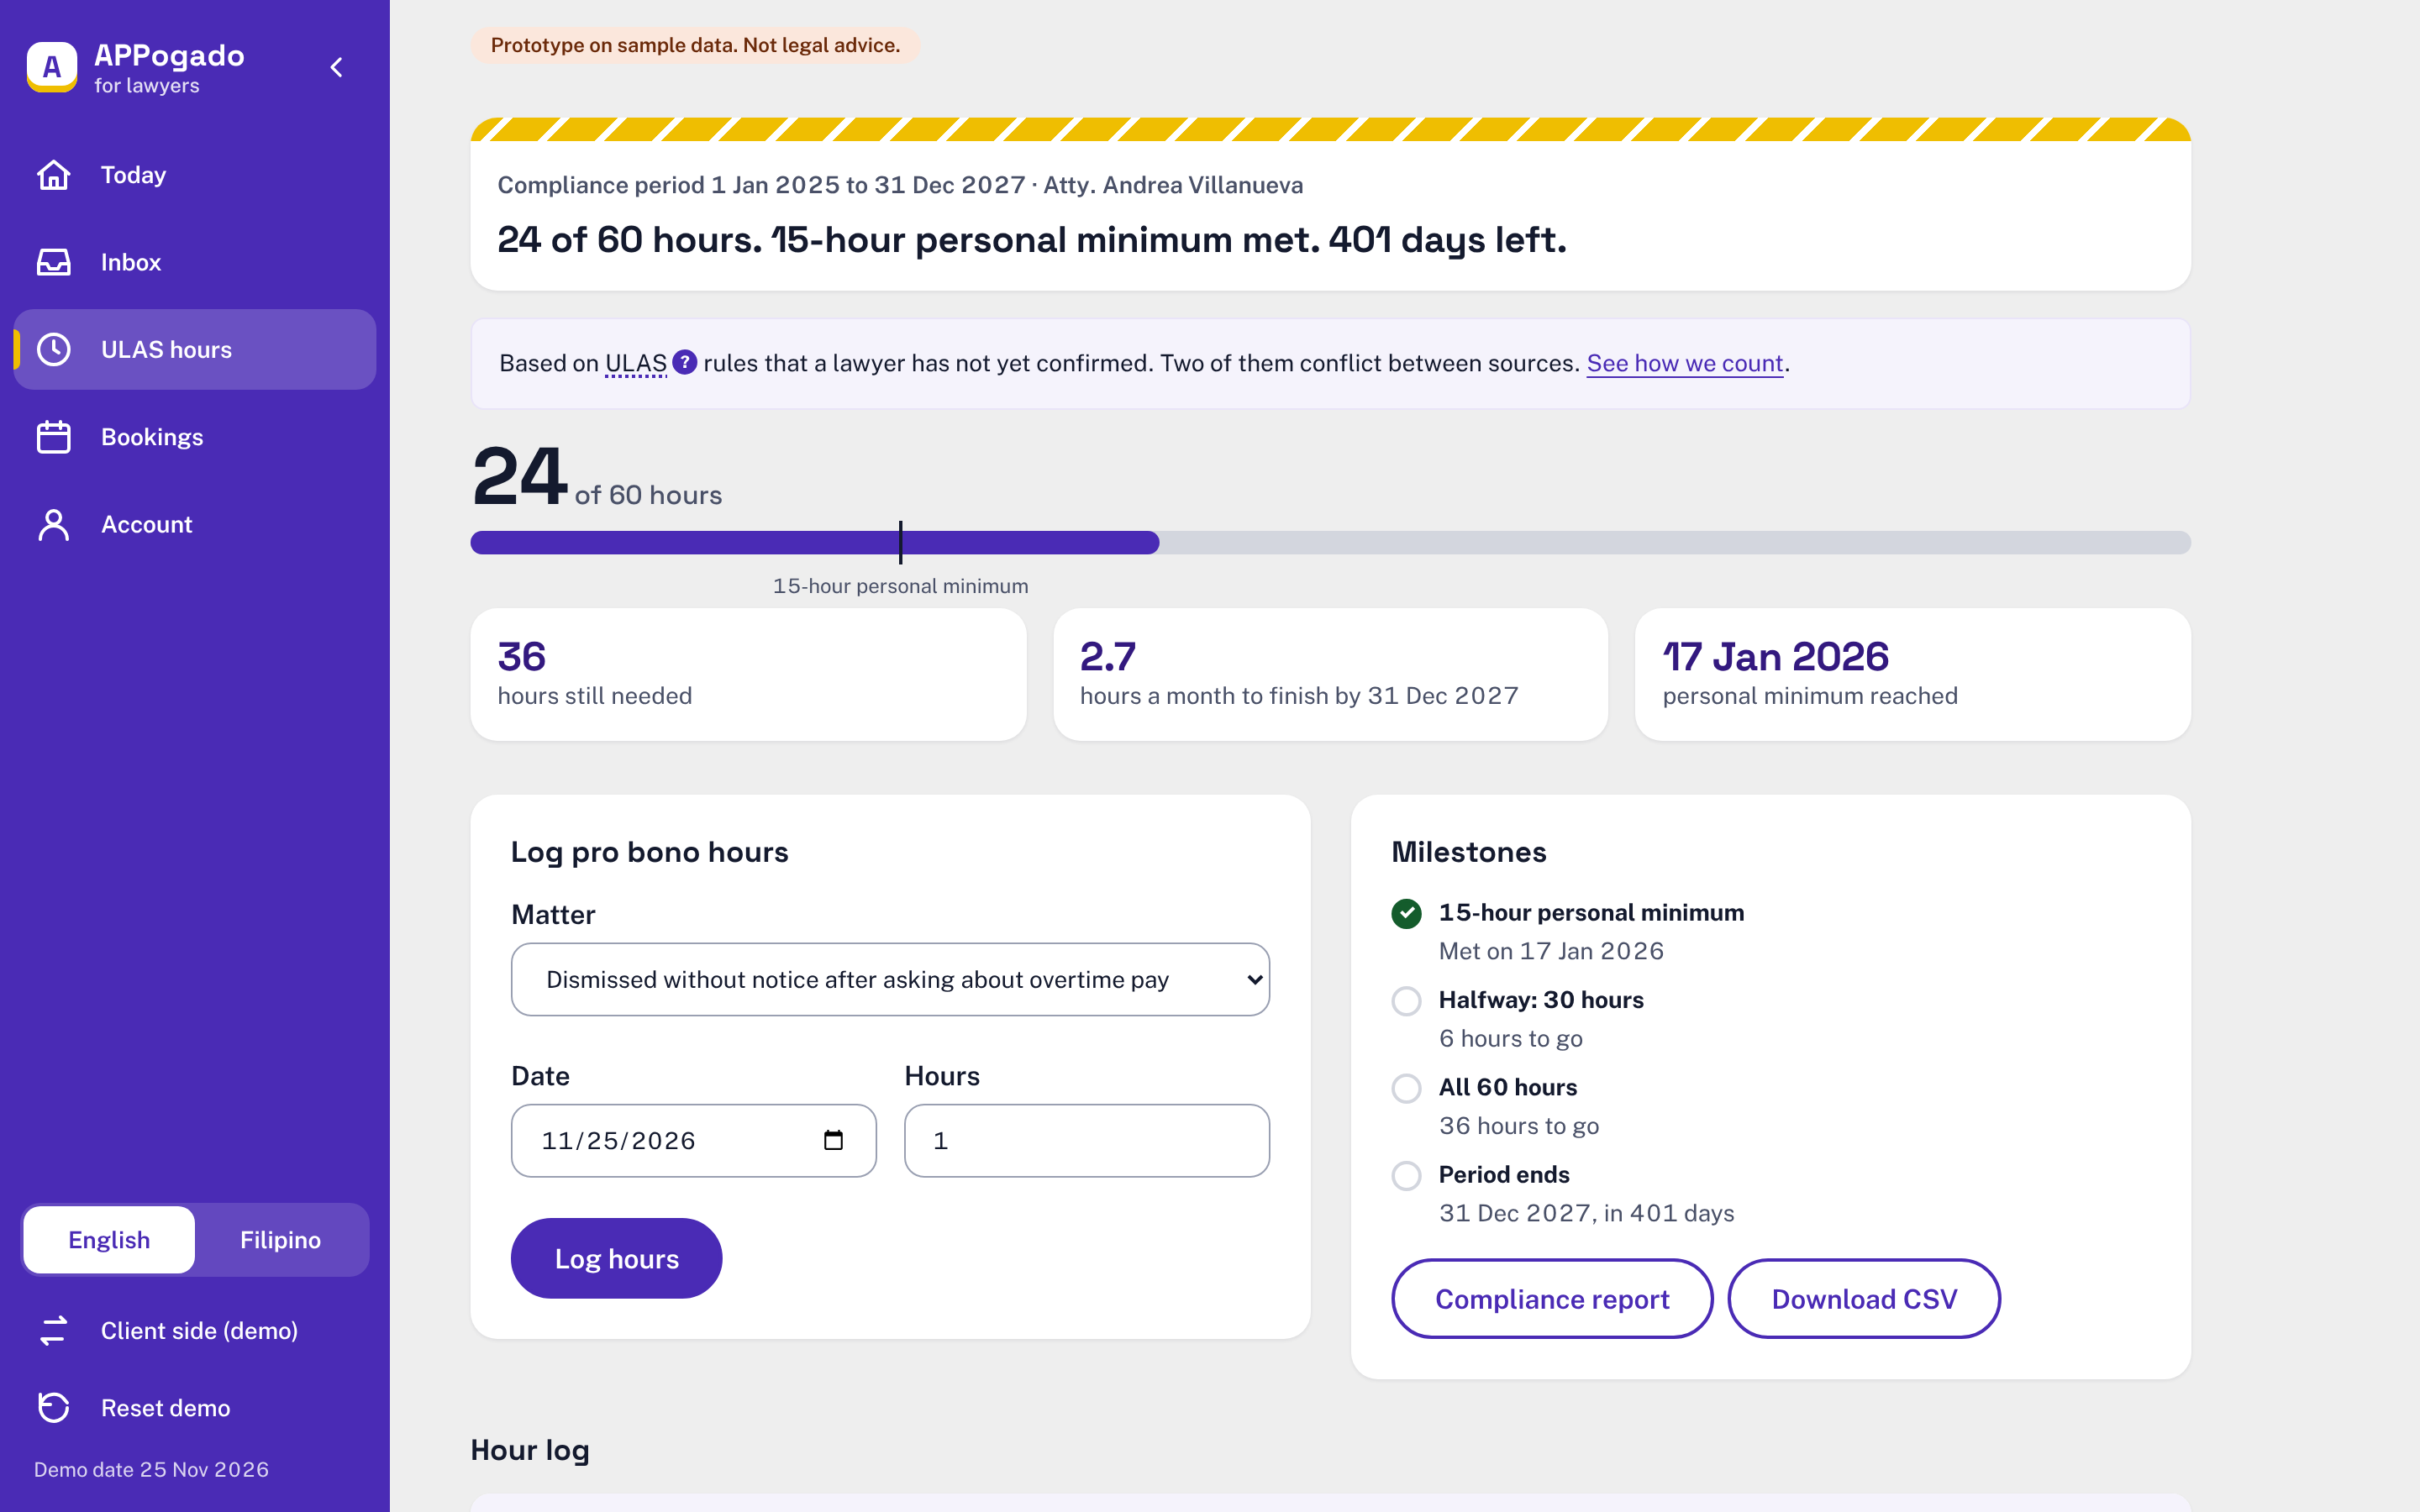 A
APPogado
for lawyers
Today
Inbox
ULAS hours
Bookings
Account
English
Filipino
Client side (demo)
Reset demo
Demo date 25 Nov 2026
Prototype on sample data. Not legal advice.
Compliance period 1 Jan 2025 to 31 Dec 2027 · Atty. Andrea Villanueva
24 of 60 hours. 15-hour personal minimum met. 401 days left.
Based on ULAS ? rules that a lawyer has not yet confirmed. Two of them conflict between sources. See how we count.
24 of 60 hours
15-hour personal minimum
36
hours still needed
2.7
hours a month to finish by 31 Dec 2027
17 Jan 2026
personal minimum reached
Log pro bono hours
Matter
Dismissed without notice after asking about overtime pay
Date
Hours
11/25/2026
1
Log hours
Milestones
15-hour personal minimum
Met on 17 Jan 2026
Halfway: 30 hours
6 hours to go
All 60 hours
36 hours to go
Period ends
31 Dec 2027, in 401 days
Compliance report
Download CSV
Hour log